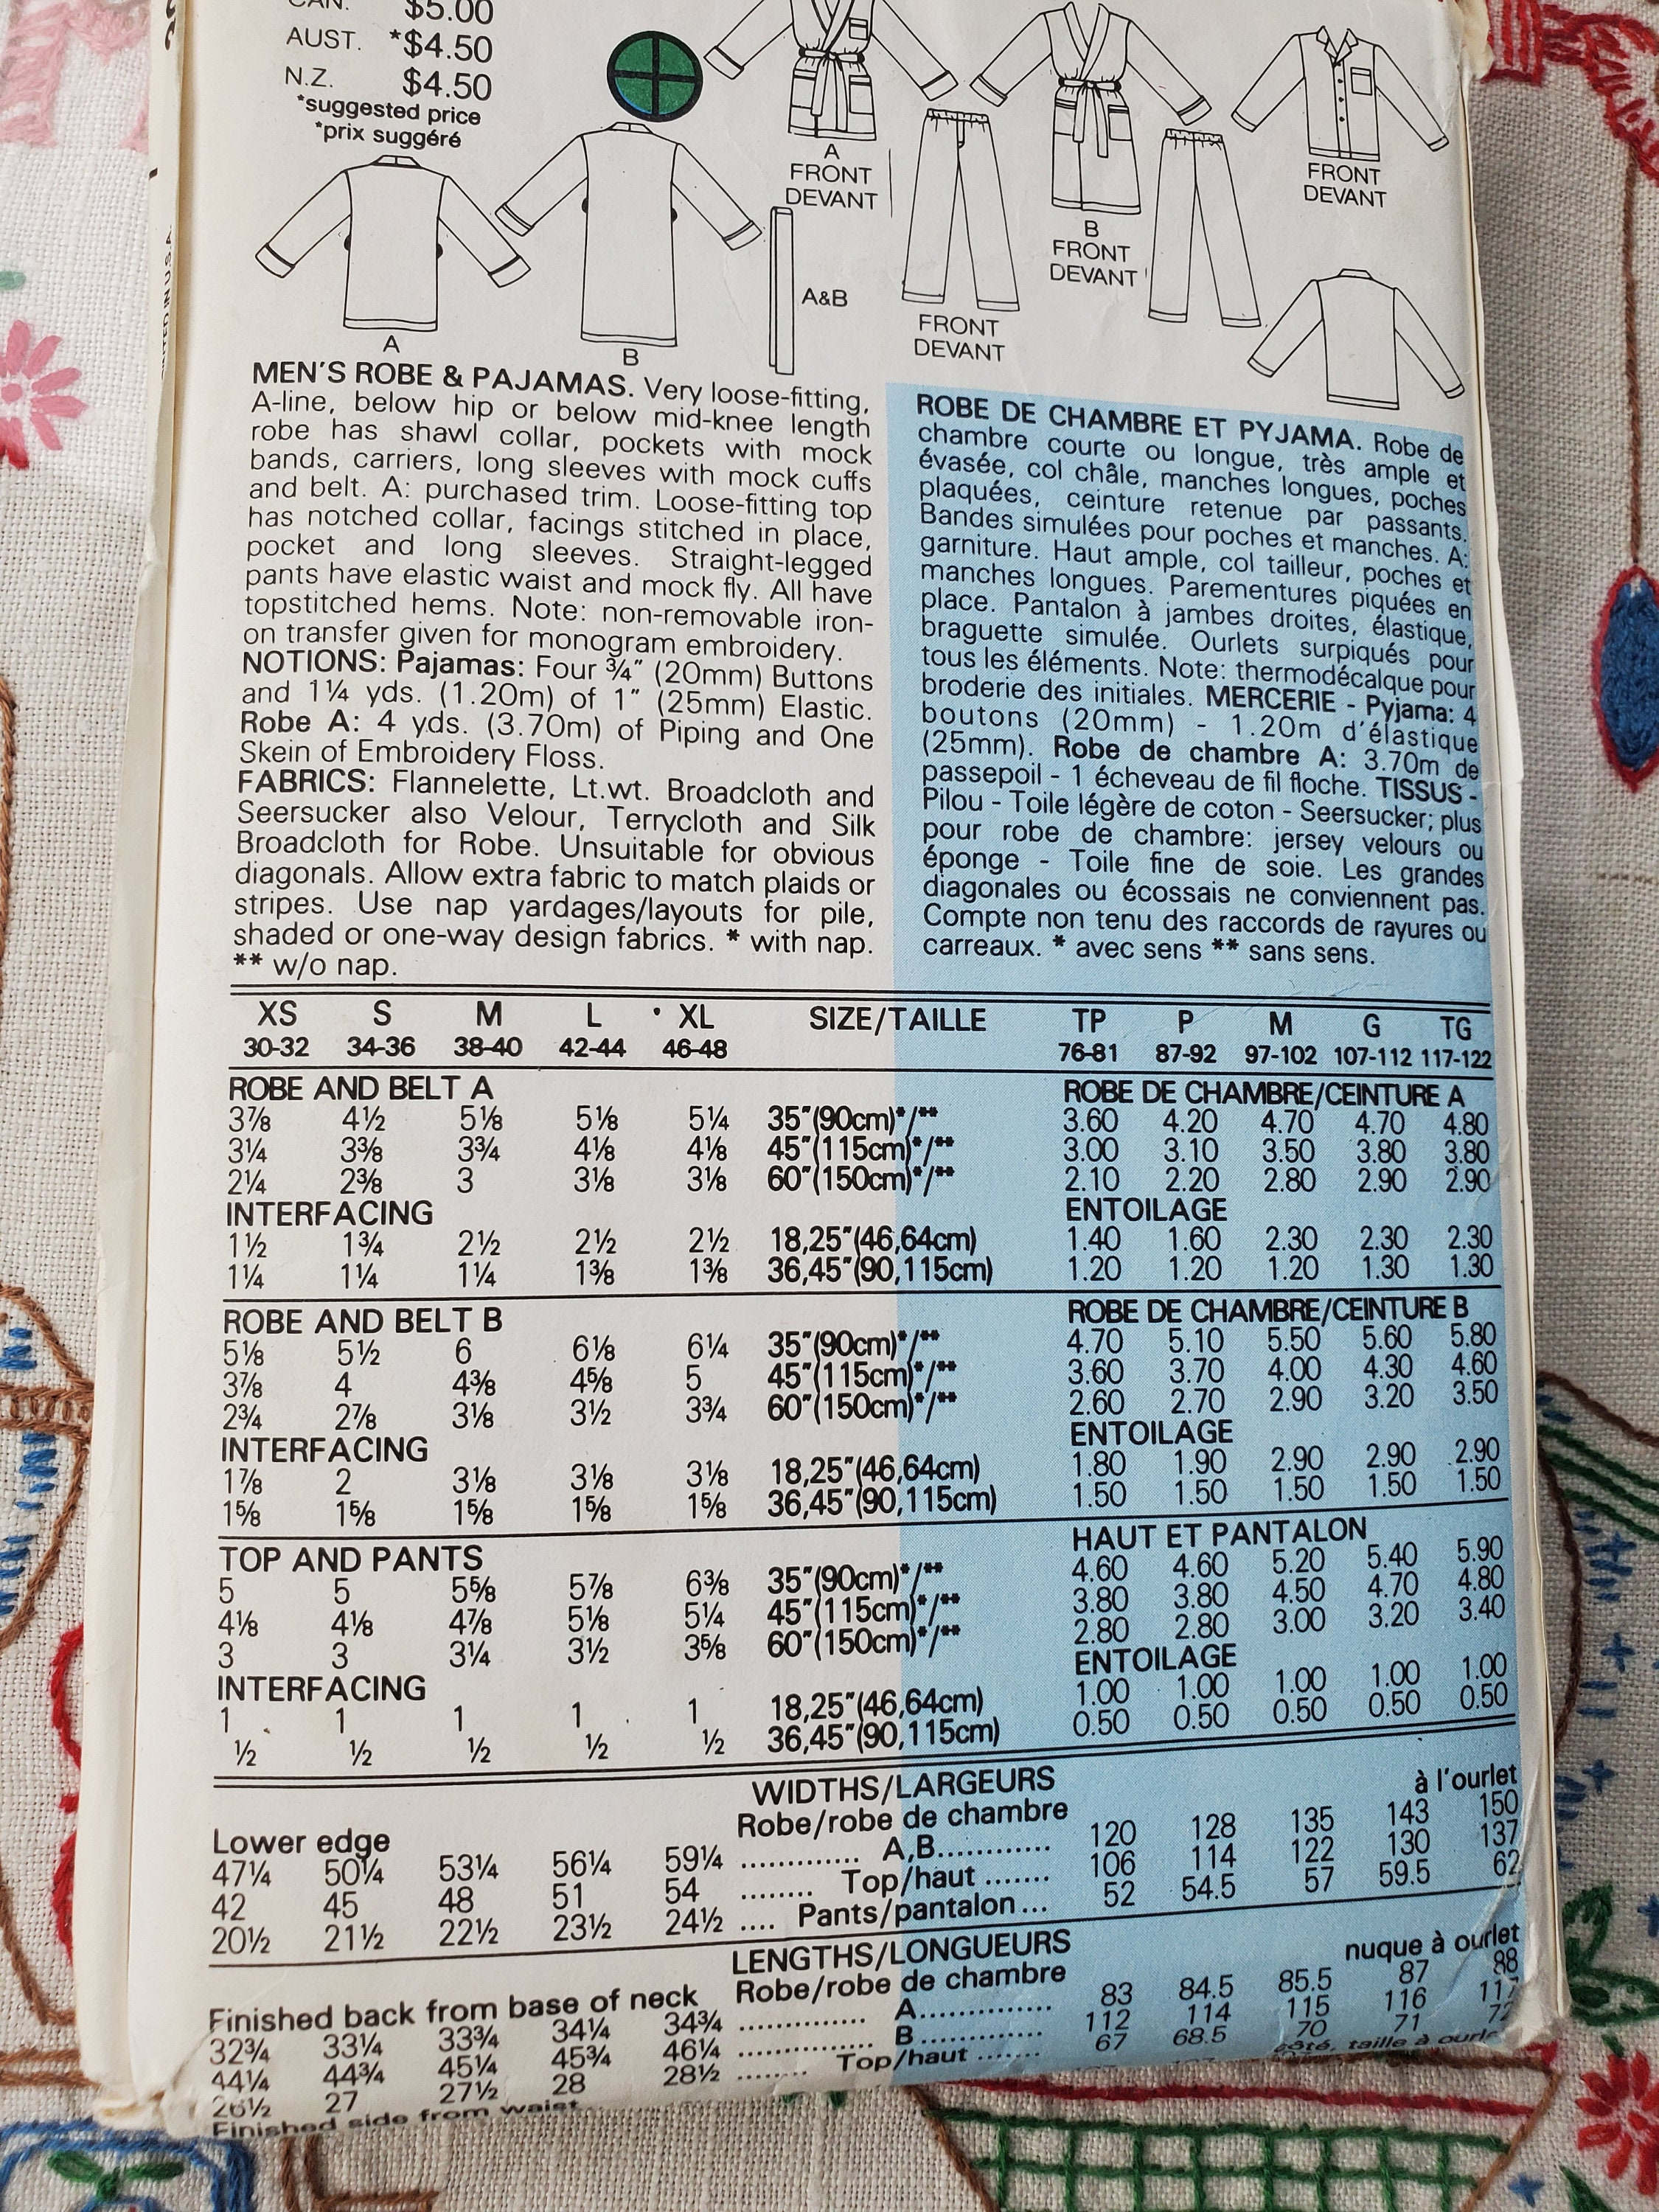 CAN. $5.00
AUST. *$4.50
N.Z. $4.50
*suggested price
*prix suggéré
A
FRONT
DEVANT
B
FRONT
DEVANT
FRONT
DEVANT
FRONT
DEVANT
A
B
A&B
MEN'S ROBE & PAJAMAS. Very loose-fitting,
A-line, below hip or below mid-knee length
robe has shawl collar, pockets with mock
bands, carriers, long sleeves with mock cuffs
and belt. A: purchased trim. Loose-fitting top
has notched collar, facings stitched in place,
pocket and long sleeves. Straight-legged
pants have elastic waist and mock fly. All have
topstitched hems. Note: non-removable iron-
on transfer given for monogram embroidery.
NOTIONS: Pajamas: Four ¾" (20mm) Buttons
and 1¼ yds. (1.20m) of 1" (25mm) Elastic.
Robe A: 4 yds. (3.70m) of Piping and One
Skein of Embroidery Floss.
FABRICS: Flannelette, Lt.wt. Broadcloth and
Seersucker also Velour, Terrycloth and Silk
Broadcloth for Robe. Unsuitable for obvious
diagonals. Allow extra fabric to match plaids or
stripes. Use nap yardages/layouts for pile,
shaded or one-way design fabrics. * with nap.
** w/o nap.
ROBE DE CHAMBRE ET PYJAMA. Robe de
chambre courte ou longue, très ample et
évasée, col châle, manches longues, poches
plaquées, ceinture retenue par passants.
Bandes simulées pour poches et manches. A:
garniture. Haut ample, col tailleur, poches et
manches longues. Parementures piquées en
place. Pantalon à jambes droites, élastique,
braguette simulée. Ourlets surpiqués pour
tous les éléments. Note: thermodécalque pour
broderie des initiales. MERCERIE - Pyjama: 4
boutons (20mm) - 1.20m d'élastique
(25mm). Robe de chambre A: 3.70m de
passepoil - 1 écheveau de fil floche. TISSUS -
Pilou - Toile légère de coton - Seersucker; plus
pour robe de chambre: jersey velours ou
éponge - Toile fine de soie. Les grandes
diagonales ou écossais ne conviennent pas.
Compte non tenu des raccords de rayures ou
carreaux. * avec sens ** sans sens.
XS S M L XL SIZE/TAILLE TP P M G TG
30-32 34-36 38-40 42-44 46-48 76-81 87-92 97-102 107-112 117-122
ROBE AND BELT A ROBE DE CHAMBRE/CEINTURE A
3⅞ 4½ 5⅛ 5⅛ 5¼ 35"(90cm)*/** 3.60 4.20 4.70 4.70 4.80
3¼ 3⅜ 3¾ 4⅛ 4⅛ 45"(115cm)*/** 3.00 3.10 3.50 3.80 3.80
2¼ 2⅜ 3 3⅛ 3⅛ 60"(150cm)*/** 2.10 2.20 2.80 2.90 2.90
INTERFACING ENTOILAGE
1½ 1¾ 2½ 2½ 2½ 18,25"(46,64cm) 1.40 1.60 2.30 2.30 2.30
1¼ 1¼ 1¼ 1⅜ 1⅜ 36,45"(90,115cm) 1.20 1.20 1.20 1.30 1.30
ROBE AND BELT B ROBE DE CHAMBRE/CEINTURE B
5⅛ 5½ 6 6⅛ 6¼ 35"(90cm)*/** 4.70 5.10 5.50 5.60 5.80
3⅞ 4 4⅜ 4⅝ 5 45"(115cm)*/** 3.60 3.70 4.00 4.30 4.60
2¾ 2⅞ 3⅛ 3½ 3¾ 60"(150cm)*/** 2.60 2.70 2.90 3.20 3.50
INTERFACING ENTOILAGE
1⅞ 2 3⅛ 3⅛ 3⅛ 18,25"(46,64cm) 1.80 1.90 2.90 2.90 2.90
1⅝ 1⅝ 1⅝ 1⅝ 1⅝ 36,45"(90,115cm) 1.50 1.50 1.50 1.50 1.50
TOP AND PANTS HAUT ET PANTALON
5 5 5⅝ 5⅞ 6⅜ 35"(90cm)*/** 4.60 4.60 5.20 5.40 5.90
4⅛ 4⅛ 4⅞ 5⅛ 5¼ 45"(115cm)*/** 3.80 3.80 4.50 4.70 4.80
3 3 3¼ 3½ 3⅝ 60"(150cm)*/** 2.80 2.80 3.00 3.20 3.40
INTERFACING ENTOILAGE
1 1 1 1 1 18,25"(46,64cm) 1.00 1.00 1.00 1.00 1.00
½ ½ ½ ½ ½ 36,45"(90,115cm) 0.50 0.50 0.50 0.50 0.50
WIDTHS/LARGEURS
Lower edge Robe/robe de chambre à l'ourlet
47¼ 50¼ 53¼ 56¼ 59¼ ............. A,B............ 120 128 135 143 150
42 45 48 51 54 ........ Top/haut ....... 106 114 122 130 137
20½ 21½ 22½ 23½ 24½ .... Pants/pantalon... 52 54.5 57 59.5 62
LENGTHS/LONGUEURS
Finished back from base of neck Robe/robe de chambre nuque à ourlet
32¾ 33¼ 33¾ 34¼ 34¾ ............. A.............. 83 84.5 85.5 87 88
44¼ 44¾ 45¼ 45¾ 46¼ .............. B.............. 112 114 115 116 117
26½ 27 27½ 28 28½ ........ Top/haut ....... 67 68.5 70 71 72
Finished side from waist côté, taille à ourlet